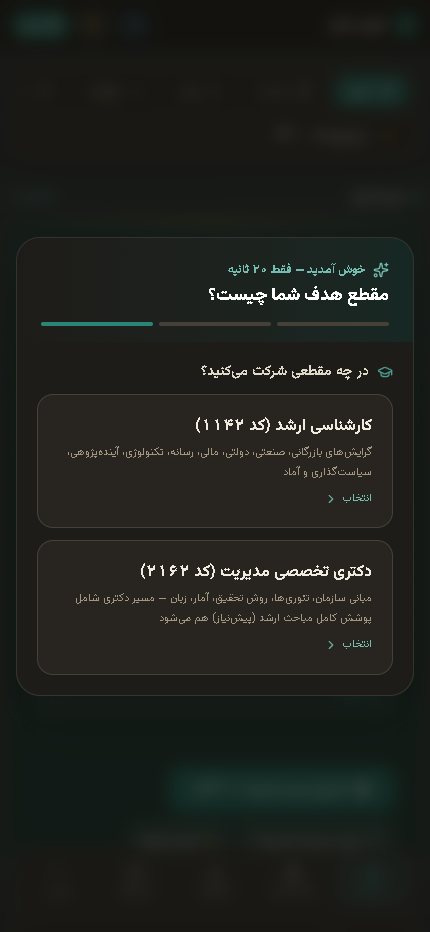 خوش آمدید — فقط ۲۰ ثانیه
مقطع هدف شما چیست؟
در چه مقطعی شرکت می‌کنید؟
کارشناسی ارشد (کد ۱۱۴۲)
گرایش‌های بازرگانی، صنعتی، دولتی، مالی، رسانه، تکنولوژی، آینده‌پژوهی،
سیاست‌گذاری و آماد
انتخاب
دکتری تخصصی مدیریت (کد ۲۱۶۲)
مبانی سازمان، تئوری‌ها، روش تحقیق، آمار، زبان — مسیر دکتری شامل
پوشش کامل مباحث ارشد (پیش‌نیاز) هم می‌شود
انتخاب